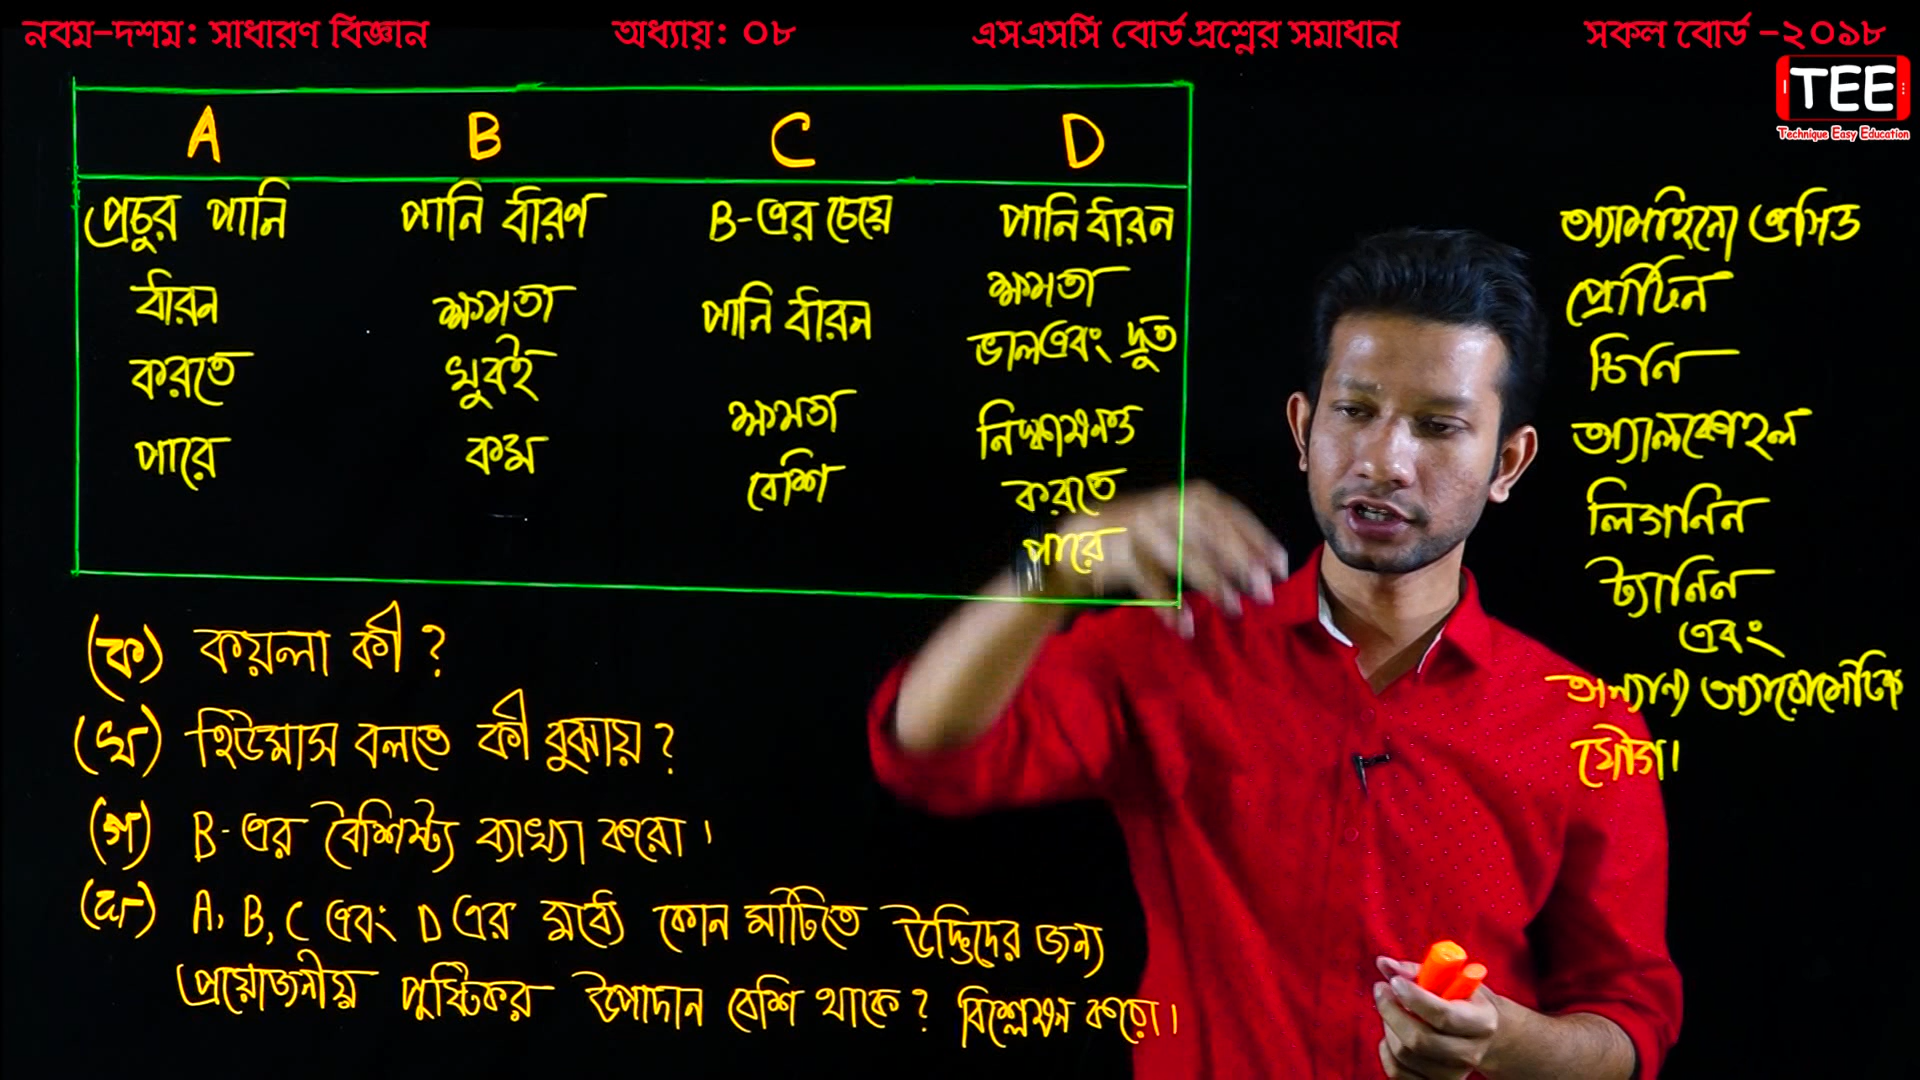 নবম-দশম: সাধারণ বিজ্ঞান
অধ্যায়: ০৮
এসএসসি বোর্ড প্রশ্নের সমাধান
সকল বোর্ড -২০১৮
TEE
Technique Easy Education
A
B
C
D
প্রচুর পানি
ধারন
করতে
পারে
পানি ধারণ
ক্ষমতা
খুবই
কম
B-এর চেয়ে
পানি ধারন
ক্ষমতা
বেশি
পানি ধারন
ক্ষমতা
ভাল এবং দ্রুত
নিষ্কাষনও
করতে
পারে
অ্যামাইনো এসিড
প্রোটিন
চিনি
অ্যালকোহল
লিগনিন
ট্যানিন
এবং
অন্যান্য অ্যারোমেটিক
যৌগ।
(ক) কয়লা কী?
(খ) হিউমাস বলতে কী বুঝায়?
(গ) B-এর বৈশিষ্ট্য ব্যাখ্যা করো।
(ঘ) A, B, C এবং D এর মধ্যে কোন মাটিতে উদ্ভিদের জন্য
প্রয়োজনীয় পুষ্টিকর উপাদান বেশি থাকে? বিশ্লেষন করো।